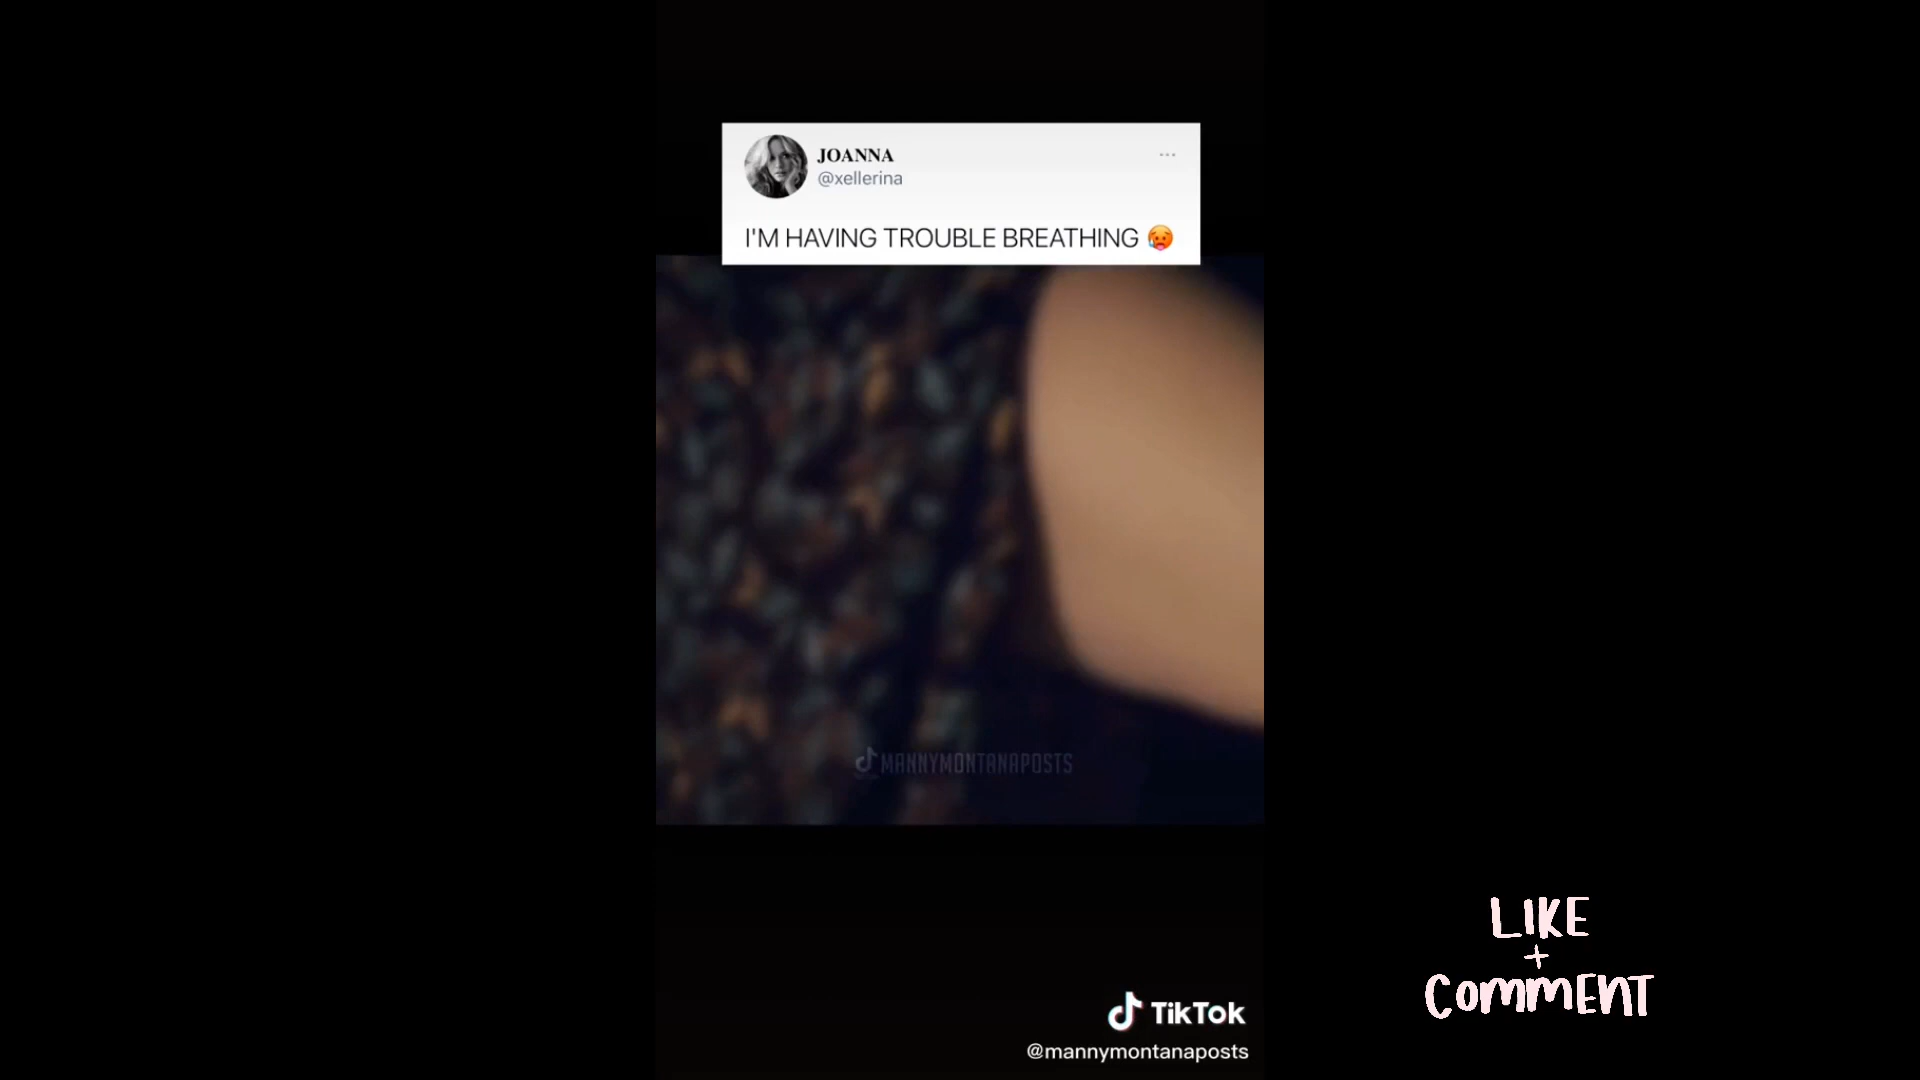 JOANNA
@xellerina
I'M HAVING TROUBLE BREATHING 🥵
MANNYMONTANAPOSTS
LIKE
+
COMMENT
TikTok
@mannymontanaposts